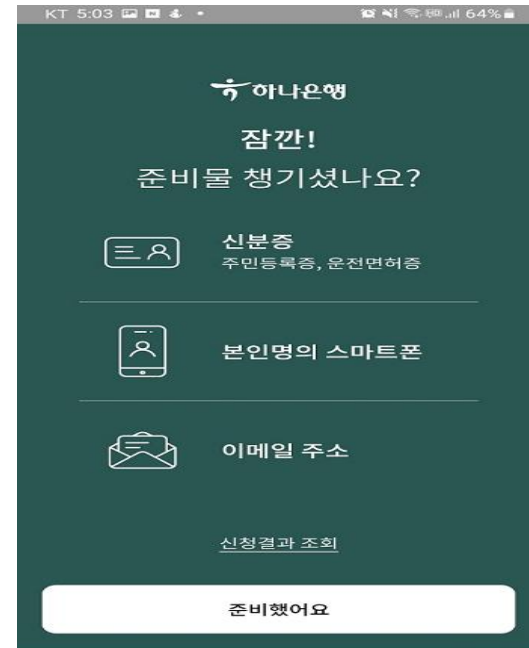 KT 5:03
64%
하나은행
잠깐!
준비물 챙기셨나요?
신분증
주민등록증, 운전면허증
본인명의 스마트폰
이메일 주소
신청결과 조회
준비했어요